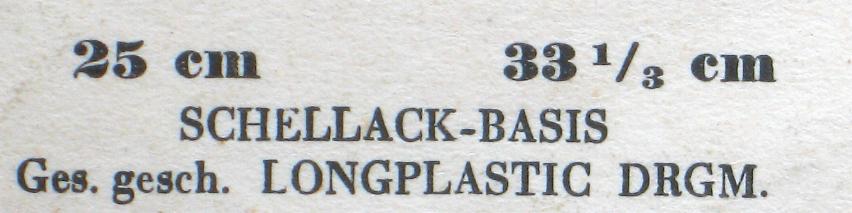 25 cm 33 1/3 cm
SCHELLACK-BASIS
Ges. gesch. LONGPLASTIC DRGM.